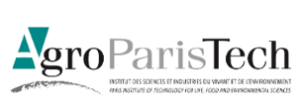 AgroParisTech
INSTITUT DES SCIENCES ET INDUSTRIES DU VIVANT ET DE L'ENVIRONNEMENT
PARIS INSTITUTE OF TECHNOLOGY FOR LIFE, FOOD AND ENVIRONMENTAL SCIENCES